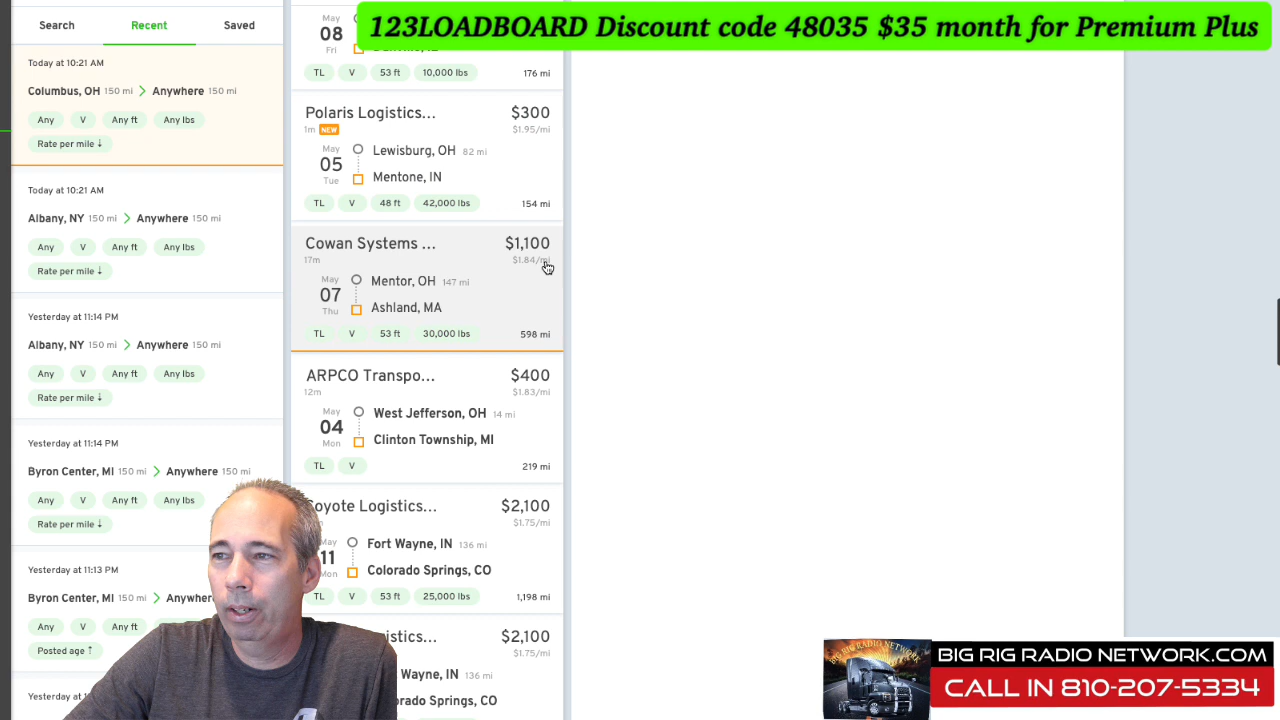 123LOADBOARD Discount code 48035 $35 month for Premium Plus
Search Recent Saved
Today at 10:21 AM
Columbus, OH 150 mi > Anywhere 150 mi
Any V Any ft Any lbs
Rate per mile ↓
Today at 10:21 AM
Albany, NY 150 mi > Anywhere 150 mi
Any V Any ft Any lbs
Rate per mile ↓
Yesterday at 11:14 PM
Albany, NY 150 mi > Anywhere 150 mi
Any V Any ft Any lbs
Rate per mile ↓
Yesterday at 11:14 PM
Byron Center, MI 150 mi > Anywhere 150 mi
Any V Any ft Any lbs
Rate per mile ↓
Yesterday at 11:13 PM
Byron Center, MI 150 mi >
Any V
Posted age ↑
Yesterday
May
08
Fri
TL V 53 ft 10,000 lbs 176 mi
Polaris Logistics... $300
1m NEW $1.95/mi
May
05
Tue
Lewisburg, OH 82 mi
Mentone, IN
TL V 48 ft 42,000 lbs 154 mi
Cowan Systems ... $1,100
17m $1.84/mi
May
07
Thu
Mentor, OH 147 mi
Ashland, MA
TL V 53 ft 30,000 lbs 598 mi
ARPCO Transpo... $400
12m $1.83/mi
May
04
Mon
West Jefferson, OH 14 mi
Clinton Township, MI
TL V 219 mi
Coyote Logistics... $2,100
$1.75/mi
May
11
Mon
Fort Wayne, IN 136 mi
Colorado Springs, CO
TL V 53 ft 25,000 lbs 1,198 mi
$2,100
$1.75/mi
Wayne, IN 136 mi
Springs, CO
BIG RIG RADIO NETWORK.COM
CALL IN 810-207-5334